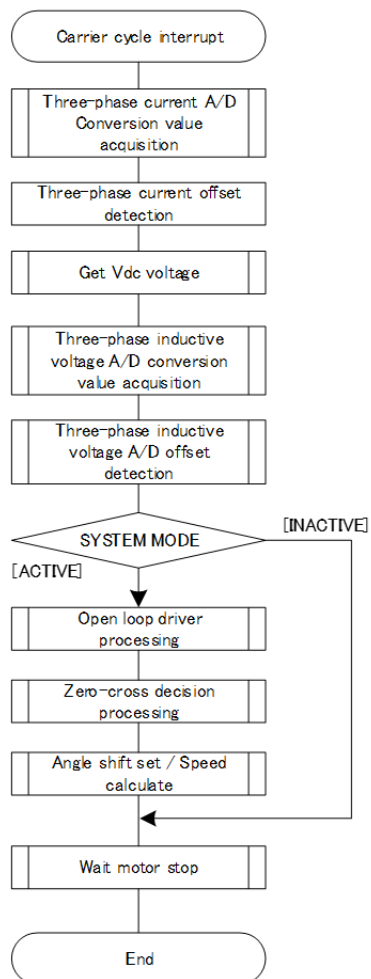 Carrier cycle interrupt
Three-phase current A/D
Conversion value
acquisition
Three-phase current offset
detection
Get Vdc voltage
Three-phase inductive
voltage A/D conversion
value acquisition
Three-phase inductive
voltage A/D offset
detection
SYSTEM MODE
[INACTIVE]
[ACTIVE]
Open loop driver
processing
Zero-cross decision
processing
Angle shift set / Speed
calculate
Wait motor stop
End